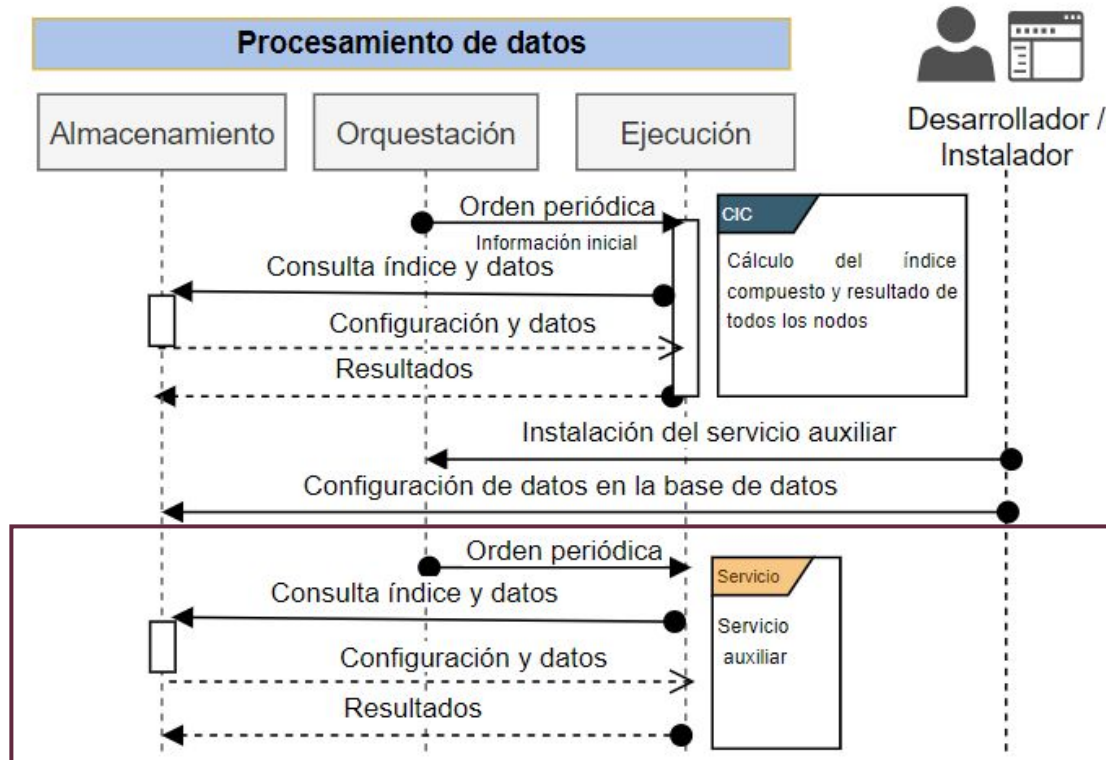 Procesamiento de datos
Almacenamiento
Orquestación
Ejecución
Desarrollador /
Instalador
Orden periódica
Información inicial
CIC
Cálculo del índice
compuesto y resultado de
todos los nodos
Consulta índice y datos
Configuración y datos
Resultados
Instalación del servicio auxiliar
Configuración de datos en la base de datos
Orden periódica
Servicio
Servicio
auxiliar
Consulta índice y datos
Configuración y datos
Resultados